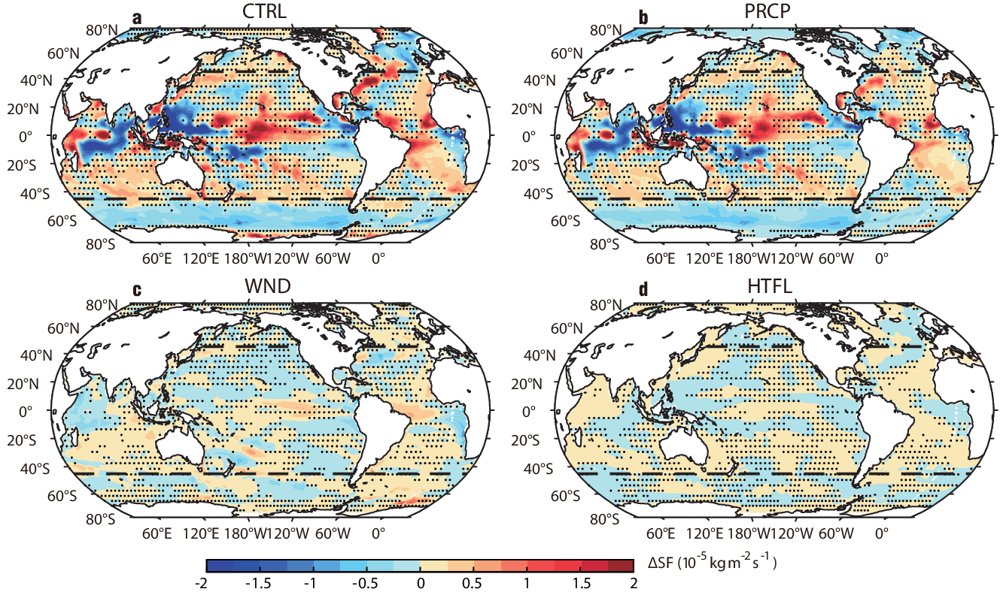 a CTRL
b PRCP
80°N 80°N
60°N 60°N
40°N 40°N
20°N 20°N
0° 0°
20°S 20°S
40°S 40°S
60°S 60°S
80°S 80°S
60°E 120°E 180°W 120°W 60°W 0° 60°E 120°E 180°W 120°W 60°W 0°
c WND
d HTFL
80°N 80°N
60°N 60°N
40°N 40°N
20°N 20°N
0° 0°
20°S 20°S
40°S 40°S
60°S 60°S
80°S 80°S
60°E 120°E 180°W 120°W 60°W 0° 60°E 120°E 180°W 120°W 60°W 0°
ΔSF (10⁻⁵ kg m⁻² s⁻¹)
-2 -1.5 -1 -0.5 0 0.5 1 1.5 2